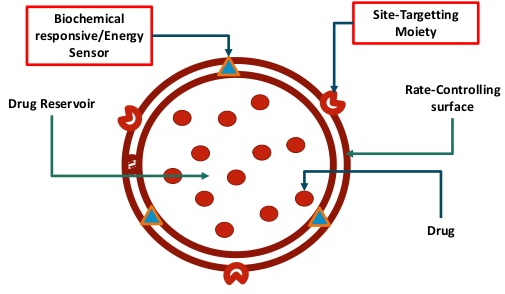 Biochemical
responsive/Energy
Sensor
Site-Targetting
Moiety
Drug Reservoir
Rate-Controlling
surface
Drug